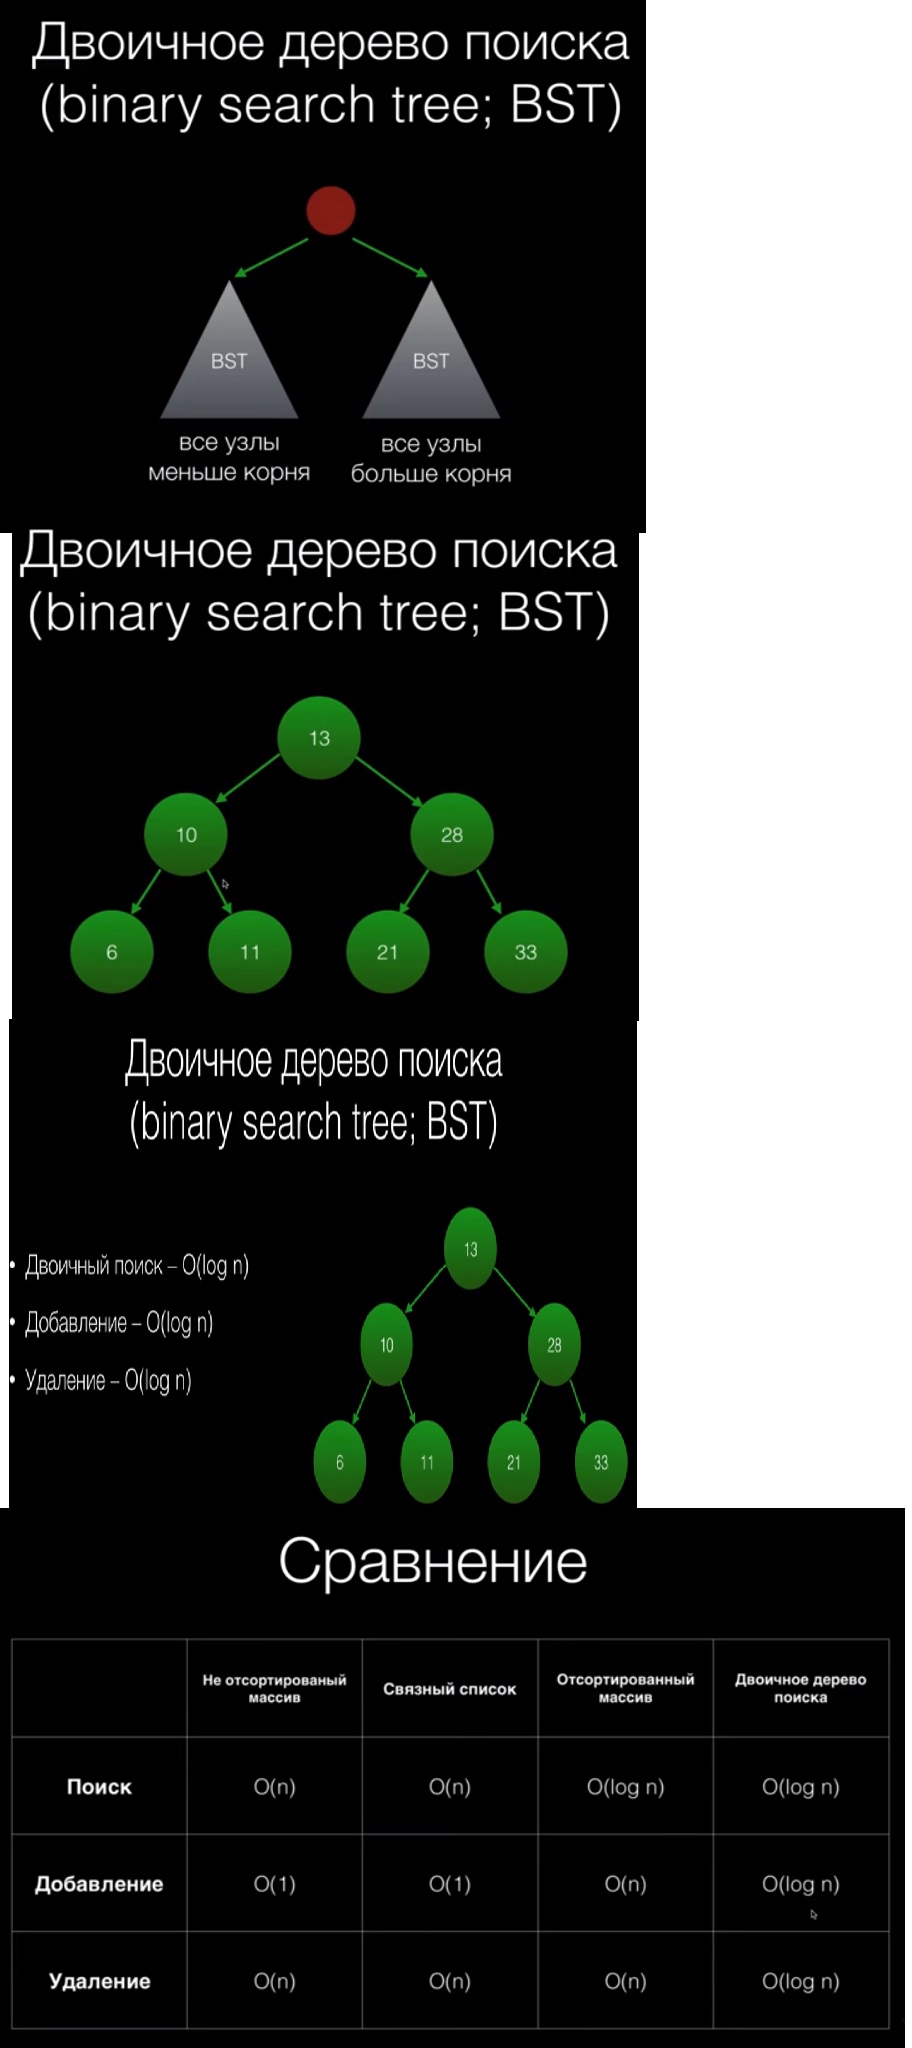 Двоичное дерево поиска
(binary search tree; BST)
BST
BST
все узлы
меньше корня
все узлы
больше корня
Двоичное дерево поиска
(binary search tree; BST)
13
10
28
6
11
21
33
Двоичное дерево поиска
(binary search tree; BST)
• Двоичный поиск – O(log n)
• Добавление – O(log n)
• Удаление – O(log n)
13
10
28
6
11
21
33
Сравнение
Не отсортированый
массив
Связный список
Отсортированный
массив
Двоичное дерево
поиска
Поиск
O(n)
O(n)
O(log n)
O(log n)
Добавление
O(1)
O(1)
O(n)
O(log n)
Удаление
O(n)
O(n)
O(n)
O(log n)